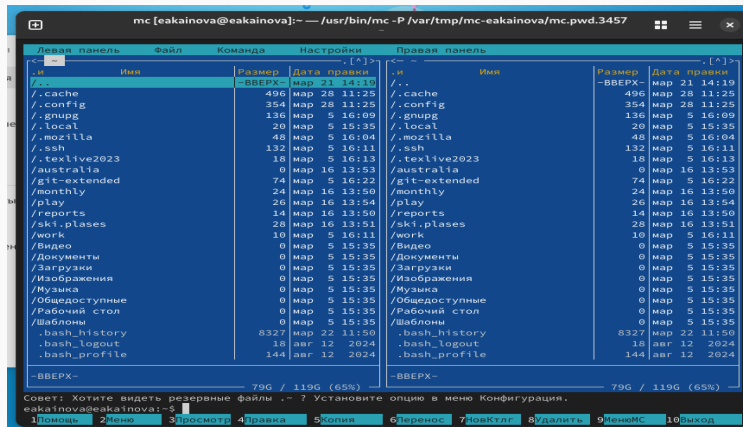 mc [eakainova@eakainova]:~ — /usr/bin/mc -P /var/tmp/mc-eakainova/mc.pwd.3457
~
Левая панель Файл Команда Настройки Правая панель
┌<— ~ —.[^]>┐┌<— ~ —.[^]>┐
.и Имя Размер Дата правки .и Имя Размер Дата правки
/.. -ВВЕРХ- мар 21 14:19 /.. -ВВЕРХ- мар 21 14:19
/.cache 496 мар 28 11:25 /.cache 496 мар 28 11:25
/.config 354 мар 28 11:25 /.config 354 мар 28 11:25
/.gnupg 136 мар 5 16:09 /.gnupg 136 мар 5 16:09
/.local 20 мар 5 15:35 /.local 20 мар 5 15:35
/.mozilla 48 мар 5 16:04 /.mozilla 48 мар 5 16:04
/.ssh 132 мар 5 16:11 /.ssh 132 мар 5 16:11
/.texlive2023 18 мар 5 16:13 /.texlive2023 18 мар 5 16:13
/australia 0 мар 16 13:53 /australia 0 мар 16 13:53
/git-extended 74 мар 5 16:22 /git-extended 74 мар 5 16:22
/monthly 24 мар 16 13:50 /monthly 24 мар 16 13:50
/play 26 мар 16 13:54 /play 26 мар 16 13:54
/reports 14 мар 16 13:50 /reports 14 мар 16 13:50
/ski.plases 28 мар 16 13:51 /ski.plases 28 мар 16 13:51
/work 10 мар 5 16:11 /work 10 мар 5 16:11
/Видео 0 мар 5 15:35 /Видео 0 мар 5 15:35
/Документы 0 мар 5 15:35 /Документы 0 мар 5 15:35
/Загрузки 0 мар 5 15:35 /Загрузки 0 мар 5 15:35
/Изображения 0 мар 5 15:35 /Изображения 0 мар 5 15:35
/Музыка 0 мар 5 15:35 /Музыка 0 мар 5 15:35
/Общедоступные 0 мар 5 15:35 /Общедоступные 0 мар 5 15:35
/Рабочий стол 0 мар 5 15:35 /Рабочий стол 0 мар 5 15:35
/Шаблоны 0 мар 5 15:35 /Шаблоны 0 мар 5 15:35
.bash_history 8327 мар 22 11:50 .bash_history 8327 мар 22 11:50
.bash_logout 18 авг 12 2024 .bash_logout 18 авг 12 2024
.bash_profile 144 авг 12 2024 .bash_profile 144 авг 12 2024
-ВВЕРХ- -ВВЕРХ-
79G / 119G (65%) 79G / 119G (65%)
Совет: Хотите видеть резервные файлы .~ ? Установите опцию в меню Конфигурация.
eakainova@eakainova:~$
1Помощь 2Меню 3Просмотр 4Правка 5Копия 6Перенос 7НовКтлг 8Удалить 9МенюMC 10Выход